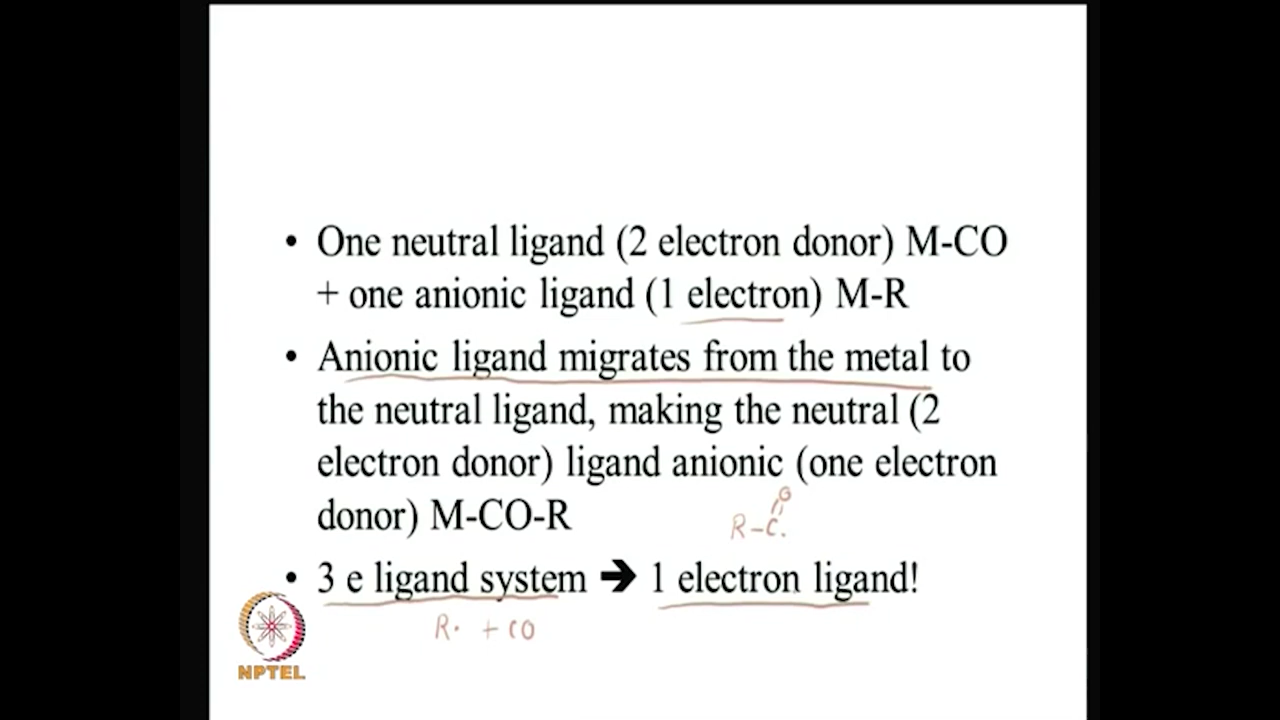 • One neutral ligand (2 electron donor) M-CO
+ one anionic ligand (1 electron) M-R
• Anionic ligand migrates from the metal to
the neutral ligand, making the neutral (2
electron donor) ligand anionic (one electron
donor) M-CO-R
R-C.
O
• 3 e ligand system ➔ 1 electron ligand!
R· + CO
NPTEL